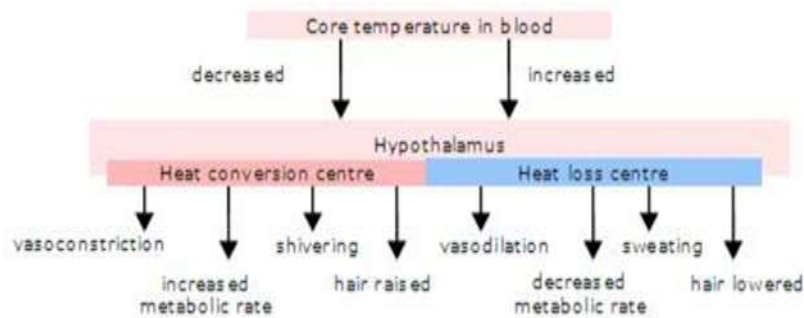 Core temperature in blood
decreased
increased
Hypothalamus
Heat conversion centre
Heat loss centre
vasoconstriction
shivering
vasodilation
sweating
increased
metabolic rate
hair raised
decreased
metabolic rate
hair lowered